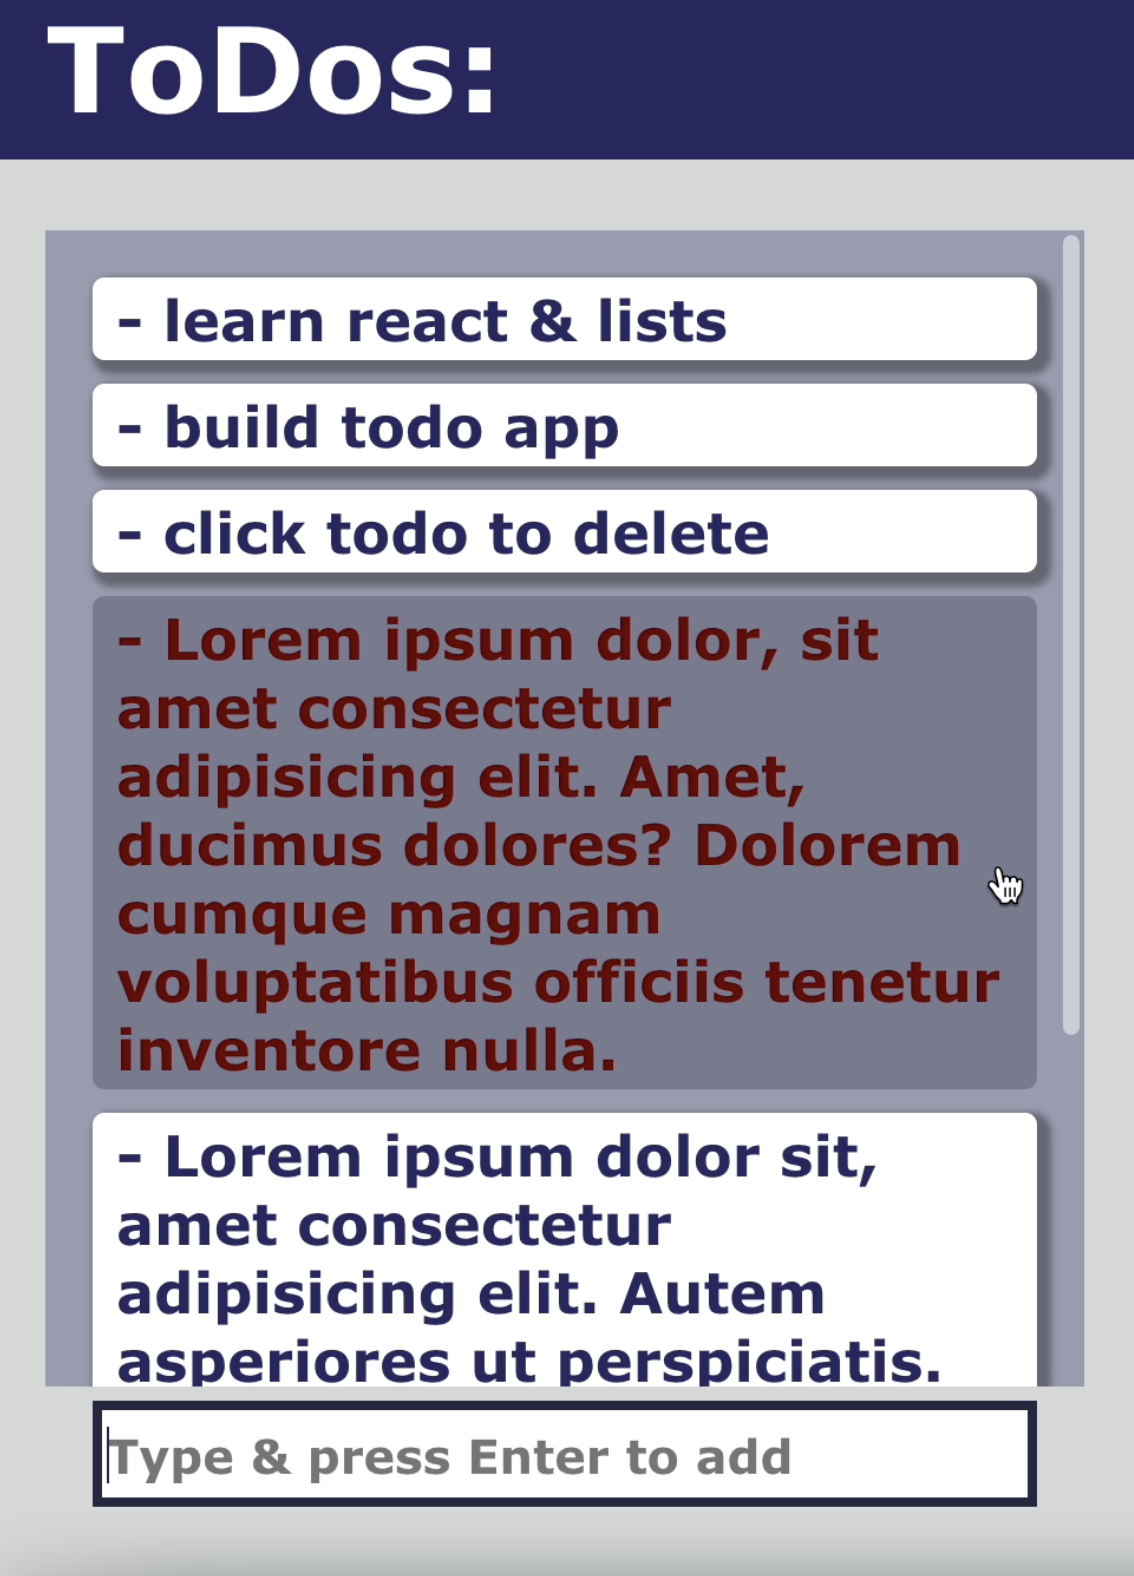 ToDos:
- learn react & lists
- build todo app
- click todo to delete
- Lorem ipsum dolor, sit
amet consectetur
adipisicing elit. Amet,
ducimus dolores? Dolorem
cumque magnam
voluptatibus officiis tenetur
inventore nulla.
- Lorem ipsum dolor sit,
amet consectetur
adipisicing elit. Autem
asperiores ut perspiciatis.
Type & press Enter to add